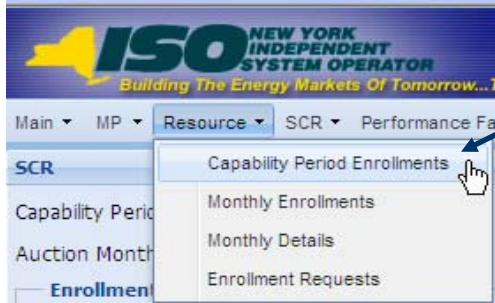 ISO NEW YORK
INDEPENDENT
SYSTEM OPERATOR
Building The Energy Markets Of Tomorrow...T
Main MP Resource SCR Performance Fa
SCR
Capability Period Enrollments
Capability Peri
Monthly Enrollments
Auction Month
Monthly Details
Enrollment
Enrollment Requests